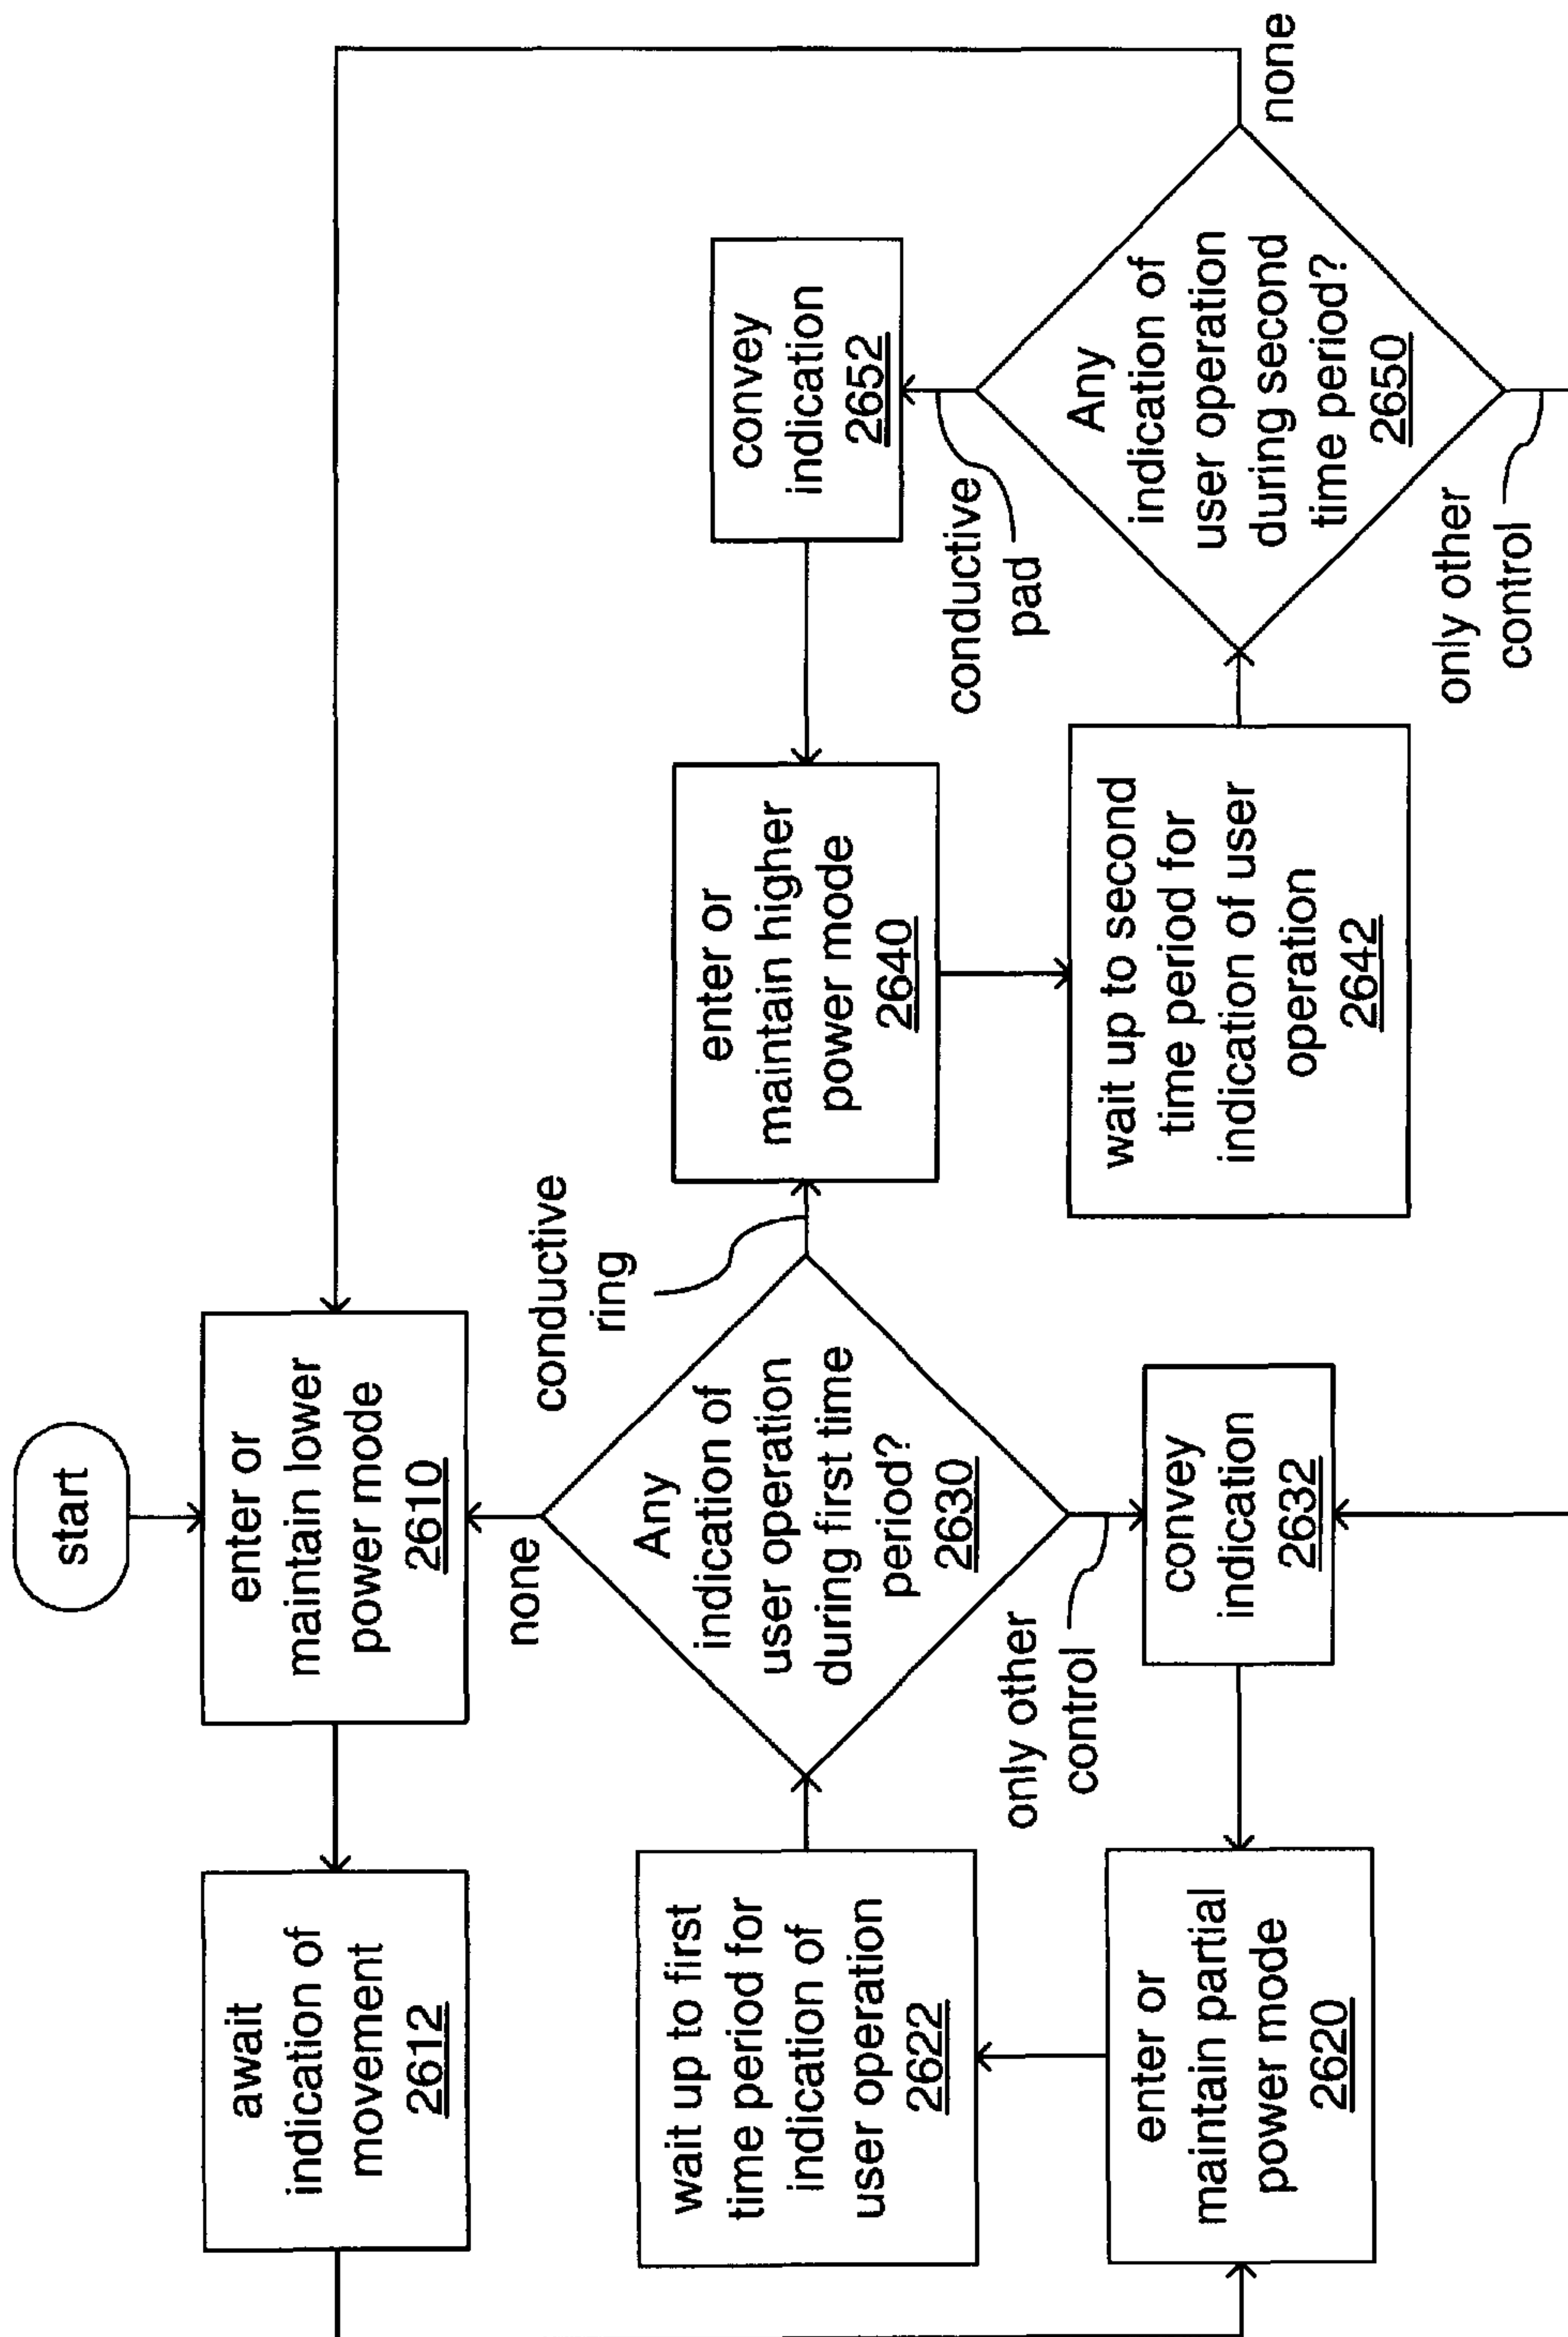 start
await
indication of
movement
2612
enter or
maintain lower
power mode
2610
none
conductive
ring
wait up to first
time period for
indication of
user operation
2622
Any
indication of
user operation
during first time
period?
2630
enter or
maintain higher
power mode
2640
convey
indication
2652
conductive
pad
only other
control
enter or
maintain partial
power mode
2620
convey
indication
2632
wait up to second
time period for
indication of user
operation
2642
Any
indication of
user operation
during second
time period?
2650
none
only other
control